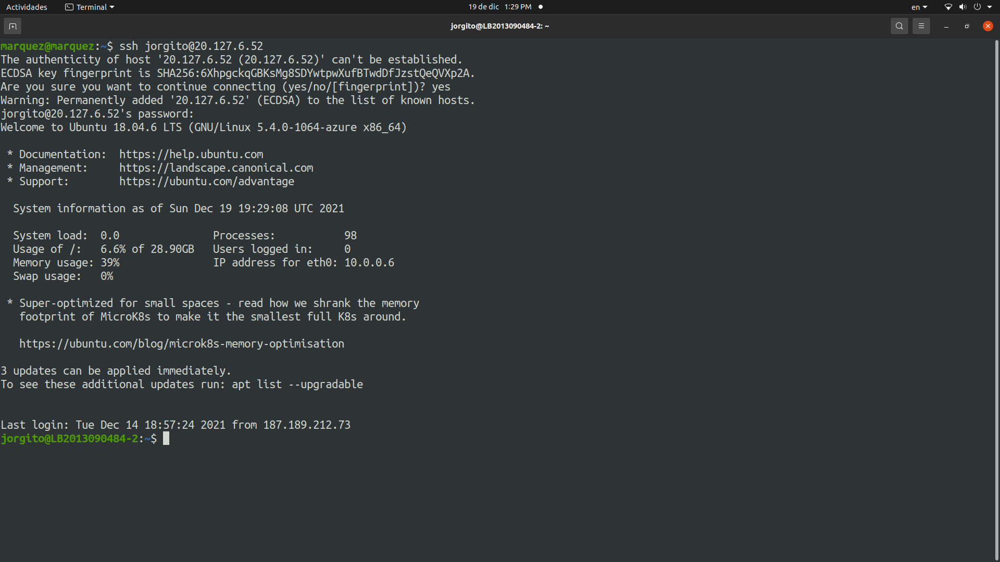 Actividades Terminal 19 de dic 1:29 PM en
jorgito@LB2013090484-2: ~
marquez@marquez:~$ ssh jorgito@20.127.6.52
The authenticity of host '20.127.6.52 (20.127.6.52)' can't be established.
ECDSA key fingerprint is SHA256:6XhpgckqGBKsMg8SDYwtpwXufBTwdDfJzstQeQVXp2A.
Are you sure you want to continue connecting (yes/no/[fingerprint])? yes
Warning: Permanently added '20.127.6.52' (ECDSA) to the list of known hosts.
jorgito@20.127.6.52's password:
Welcome to Ubuntu 18.04.6 LTS (GNU/Linux 5.4.0-1064-azure x86_64)
* Documentation: https://help.ubuntu.com
* Management: https://landscape.canonical.com
* Support: https://ubuntu.com/advantage
System information as of Sun Dec 19 19:29:08 UTC 2021
System load: 0.0 Processes: 98
Usage of /: 6.6% of 28.90GB Users logged in: 0
Memory usage: 39% IP address for eth0: 10.0.0.6
Swap usage: 0%
* Super-optimized for small spaces - read how we shrank the memory
footprint of MicroK8s to make it the smallest full K8s around.
https://ubuntu.com/blog/microk8s-memory-optimisation
3 updates can be applied immediately.
To see these additional updates run: apt list --upgradable
Last login: Tue Dec 14 18:57:24 2021 from 187.189.212.73
jorgito@LB2013090484-2:~$